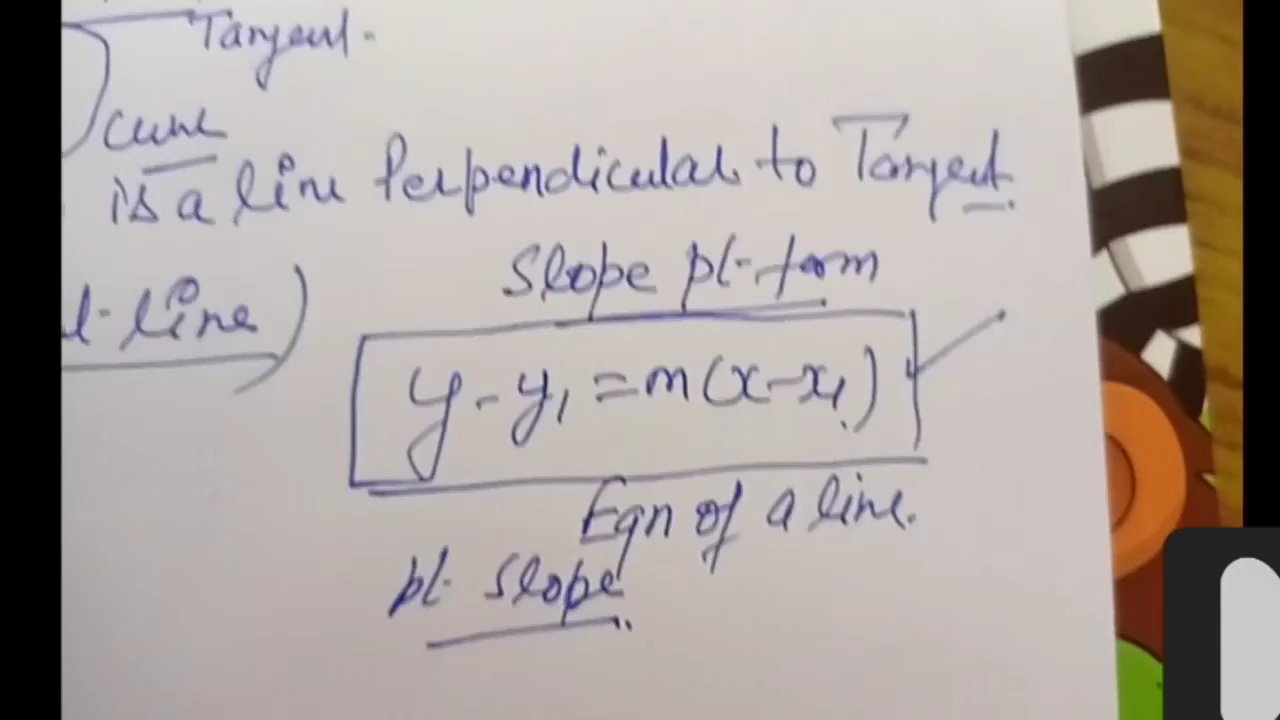 Tangent.
curve
is a line perpendicular to Tangent.
line)
Slope pt. form
y - y₁ = m(x - x₁)
Eqn of a line.
pt. slope